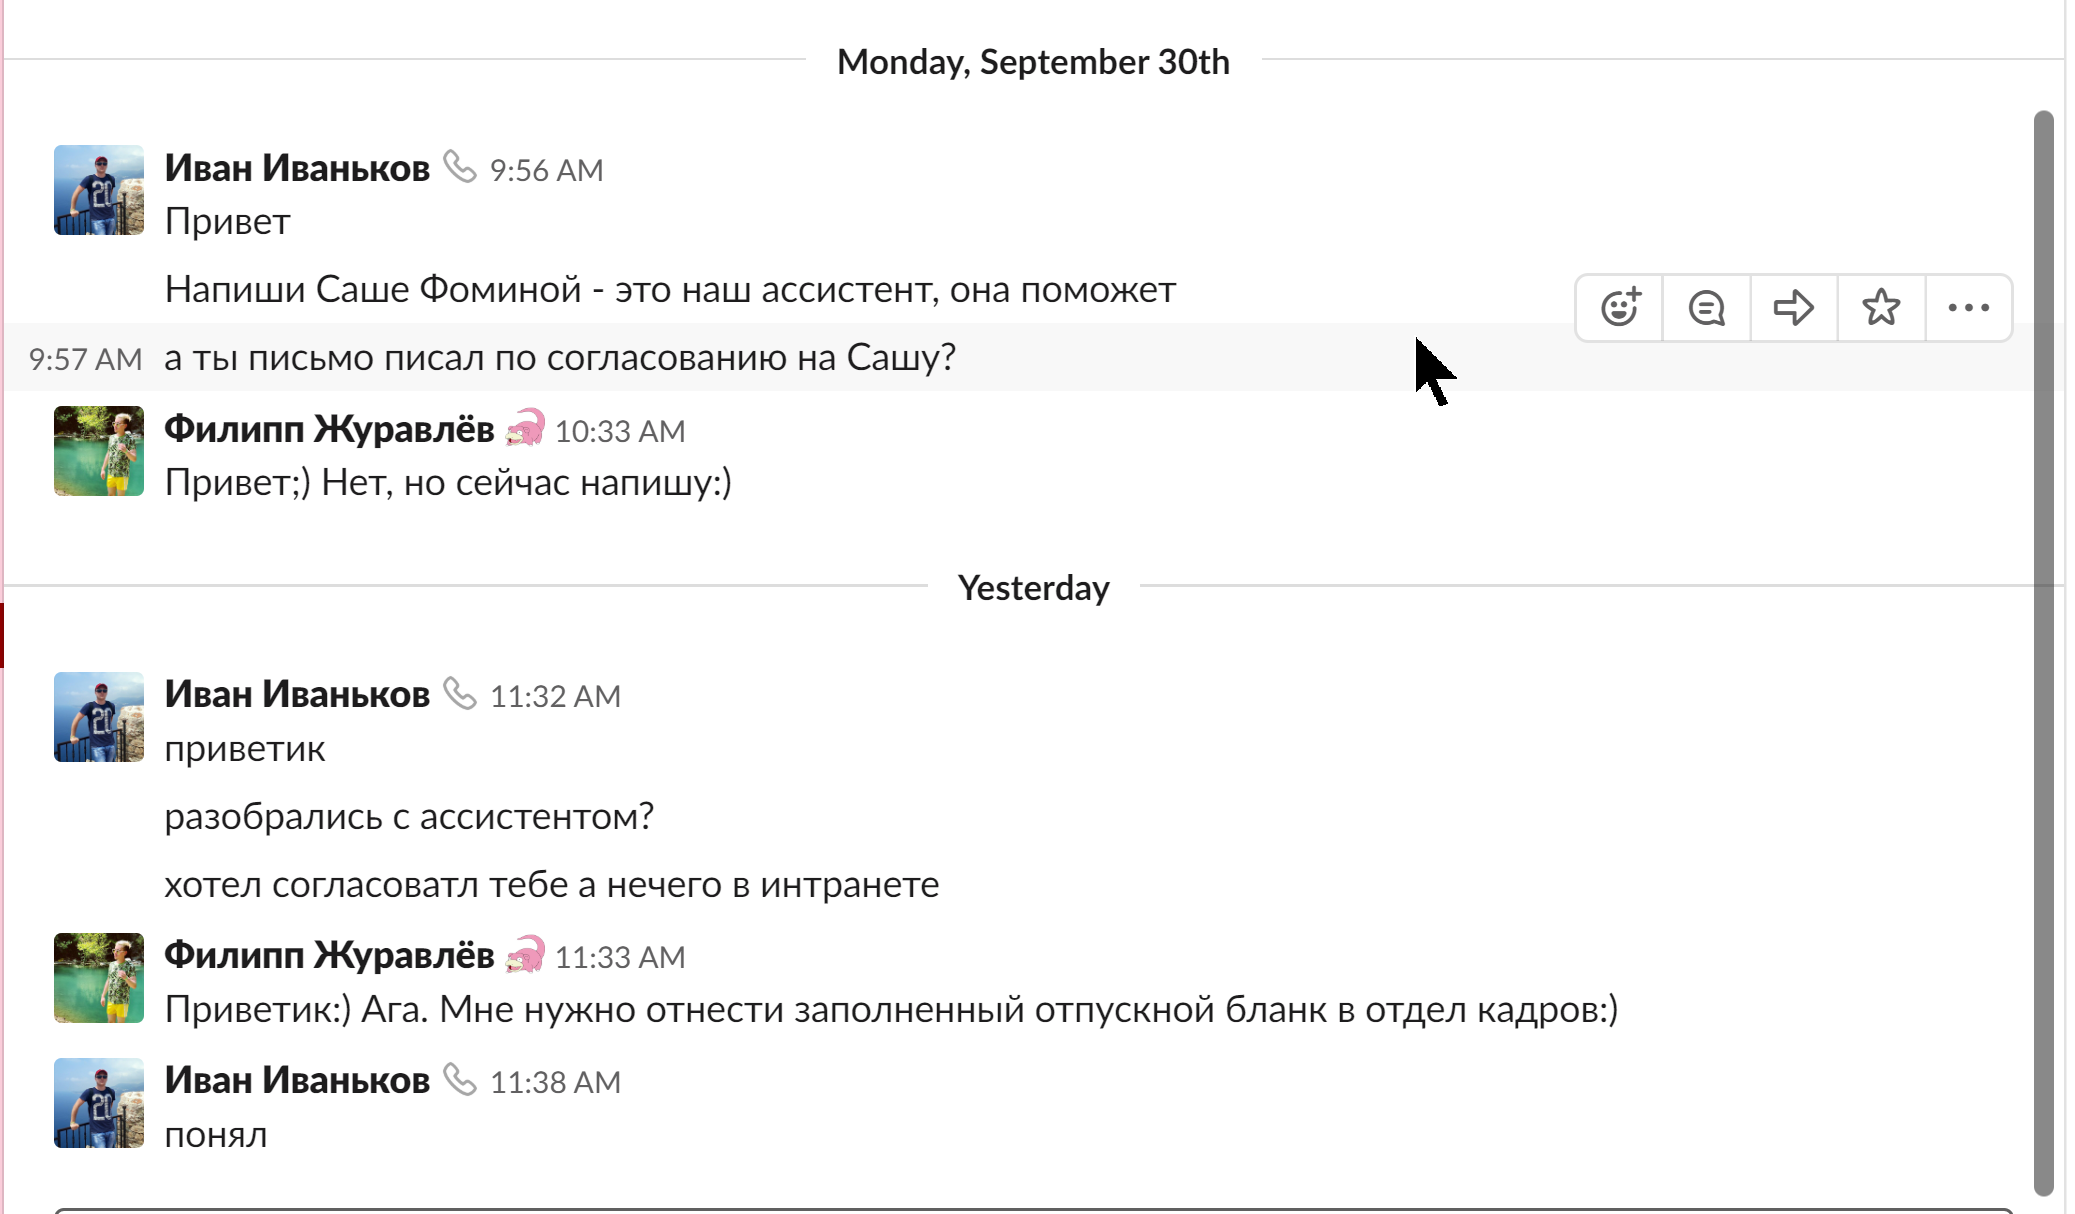 Monday, September 30th
Иван Иваньков 9:56 AM
Привет
Напиши Саше Фоминой - это наш ассистент, она поможет
9:57 AM а ты письмо писал по согласованию на Сашу?
Филипп Журавлёв 10:33 AM
Привет;) Нет, но сейчас напишу:)
Yesterday
Иван Иваньков 11:32 AM
приветик
разобрались с ассистентом?
хотел согласоватл тебе а нечего в интранете
Филипп Журавлёв 11:33 AM
Приветик:) Ага. Мне нужно отнести заполненный отпускной бланк в отдел кадров:)
Иван Иваньков 11:38 AM
понял